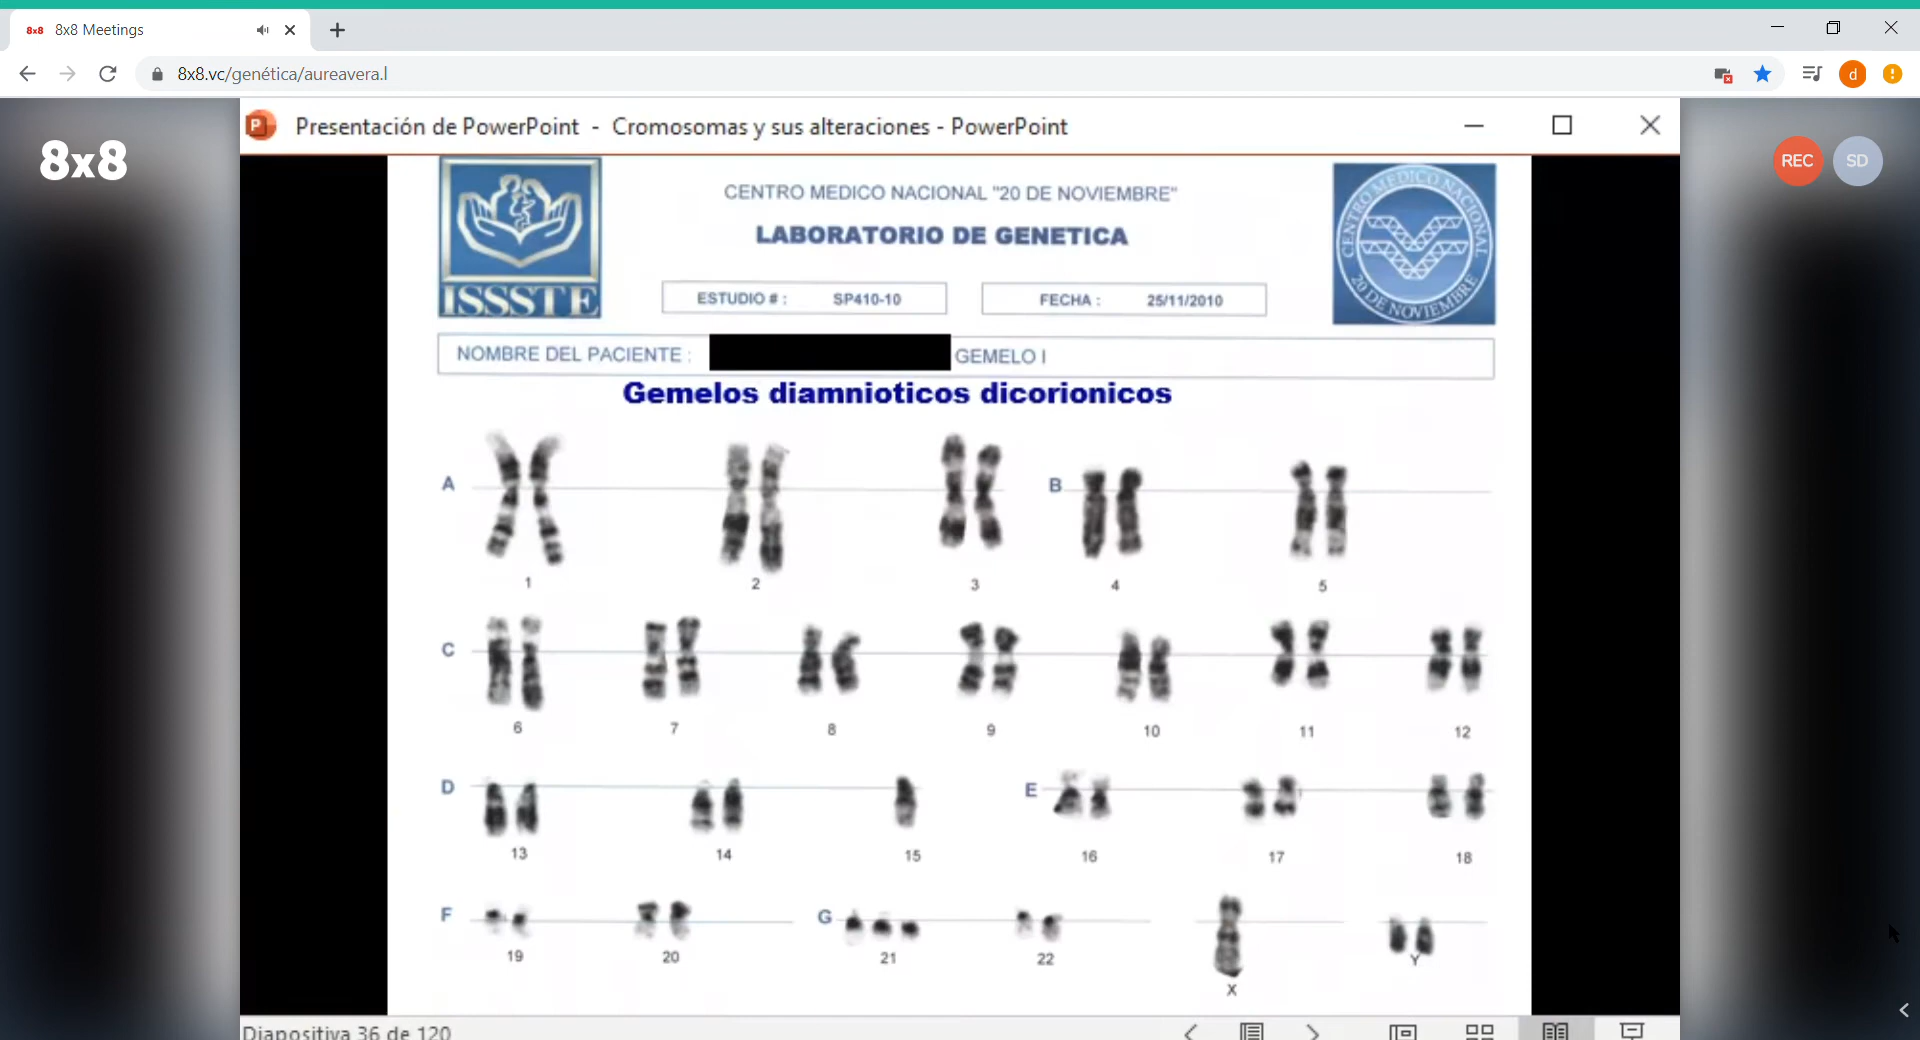 8x8 8x8 Meetings
8x8.vc/genética/aureavera.l
d
Presentación de PowerPoint - Cromosomas y sus alteraciones - PowerPoint
8x8
REC SD
CENTRO MEDICO NACIONAL "20 DE NOVIEMBRE"
LABORATORIO DE GENETICA
ISSSTE
CENTRO MEDICO NACIONAL
20 DE NOVIEMBRE
ESTUDIO # : SP410-10 FECHA : 25/11/2010
NOMBRE DEL PACIENTE : GEMELO I
Gemelos diamnioticos dicorionicos
A B
1 2 3 4 5
C
6 7 8 9 10 11 12
D E
13 14 15 16 17 18
F G
19 20 21 22 X Y
Diapositiva 36 de 120